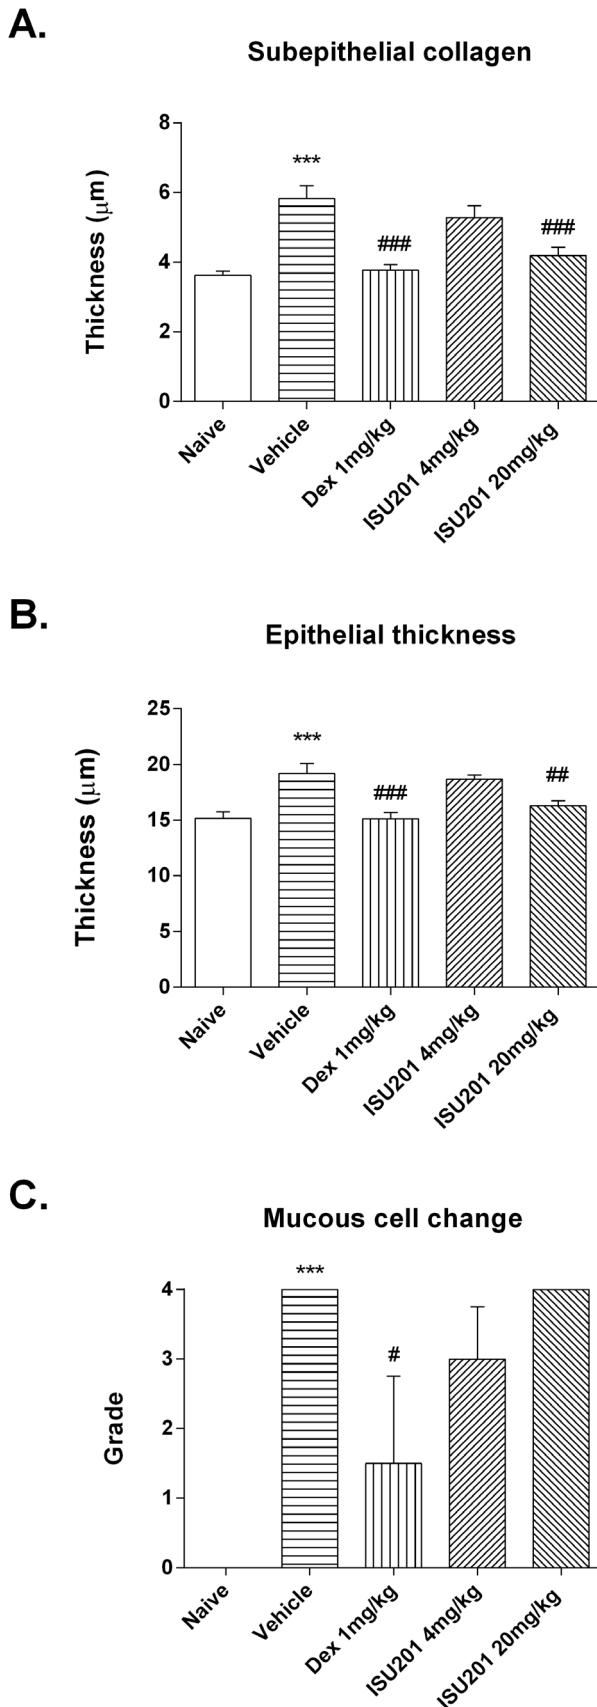 A.
Subepithelial collagen
Thickness (μm)
8
6
4
2
0
***
###
###
Naive
Vehicle
Dex 1mg/kg
ISU201 4mg/kg
ISU201 20mg/kg
B.
Epithelial thickness
Thickness (μm)
25
20
15
10
5
0
***
###
##
Naive
Vehicle
Dex 1mg/kg
ISU201 4mg/kg
ISU201 20mg/kg
C.
Mucous cell change
Grade
4
3
2
1
0
***
#
Naive
Vehicle
Dex 1mg/kg
ISU201 4mg/kg
ISU201 20mg/kg